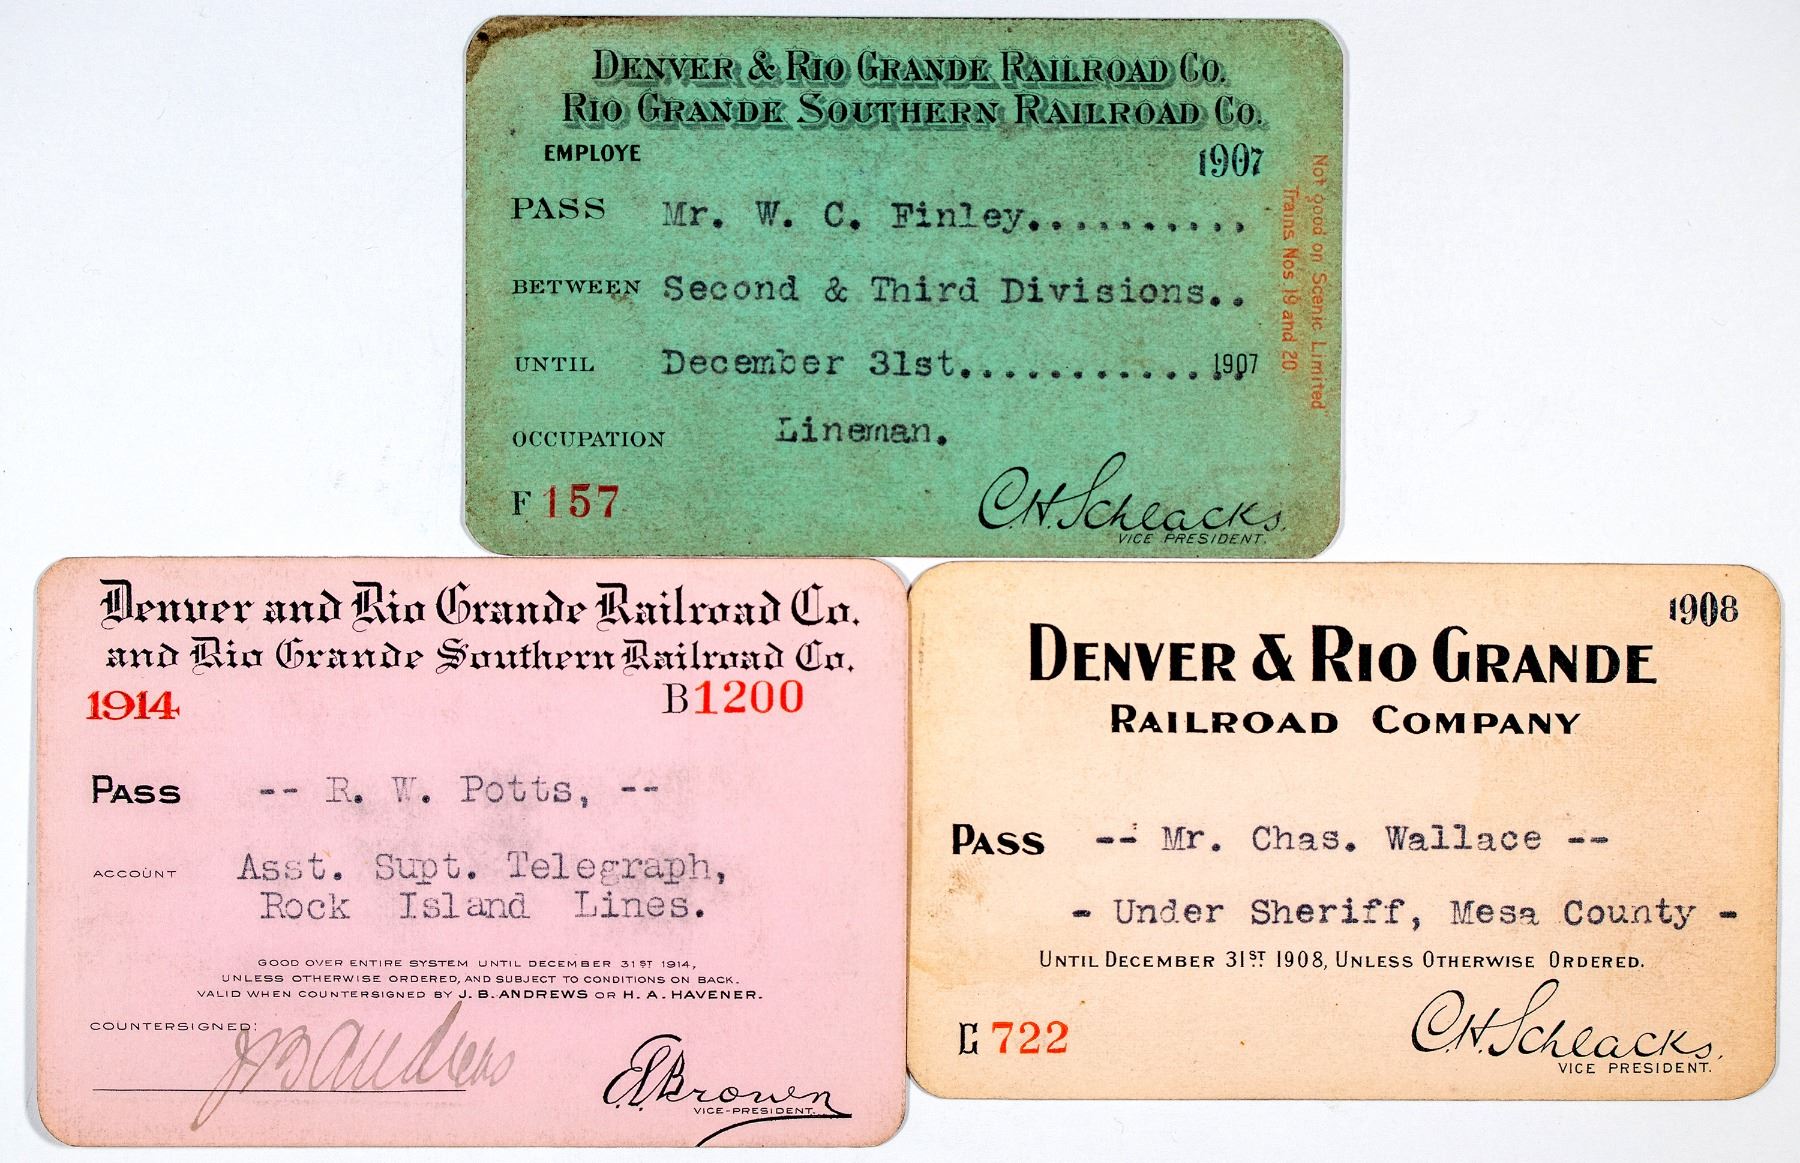 DENVER & RIO GRANDE RAILROAD CO.
RIO GRANDE SOUTHERN RAILROAD CO.
EMPLOYE 1907
PASS Mr. W. C. Finley..........
BETWEEN Second & Third Divisions..
UNTIL December 31st............. 1907
OCCUPATION Lineman.
F 157
C.H. Schlacks.
VICE PRESIDENT.
Not good on Scenic Limited
Trains Nos 19 and 20
Denver and Rio Grande Railroad Co.
and Rio Grande Southern Railroad Co.
1914 B1200
PASS -- R. W. Potts, --
ACCOUNT Asst. Supt. Telegraph,
Rock Island Lines.
GOOD OVER ENTIRE SYSTEM UNTIL DECEMBER 31ST 1914,
UNLESS OTHERWISE ORDERED, AND SUBJECT TO CONDITIONS ON BACK.
VALID WHEN COUNTERSIGNED BY J. B. ANDREWS OR H. A. HAVENER.
COUNTERSIGNED:
J B Andrews
E. L. Brown
VICE-PRESIDENT.
1908
DENVER & RIO GRANDE
RAILROAD COMPANY
PASS -- Mr. Chas. Wallace --
- Under Sheriff, Mesa County -
UNTIL DECEMBER 31ST 1908, UNLESS OTHERWISE ORDERED.
E 722
C.H. Schlacks,
VICE PRESIDENT.